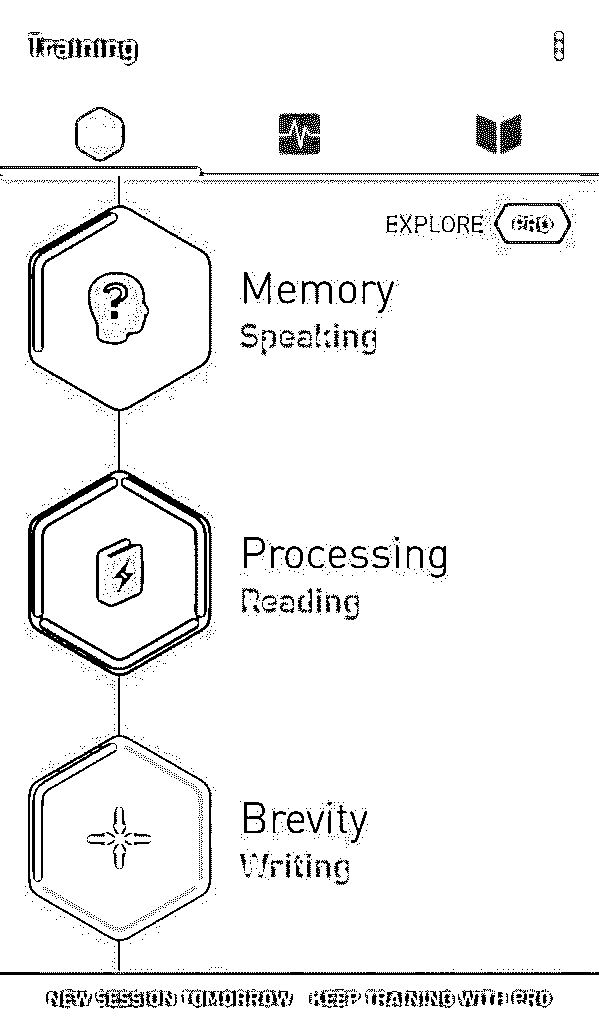 Training
EXPLORE PRO
Memory
Speaking
Processing
Reading
Brevity
Writing
NEW SESSION TOMORROW KEEP TRAINING WITH PRO